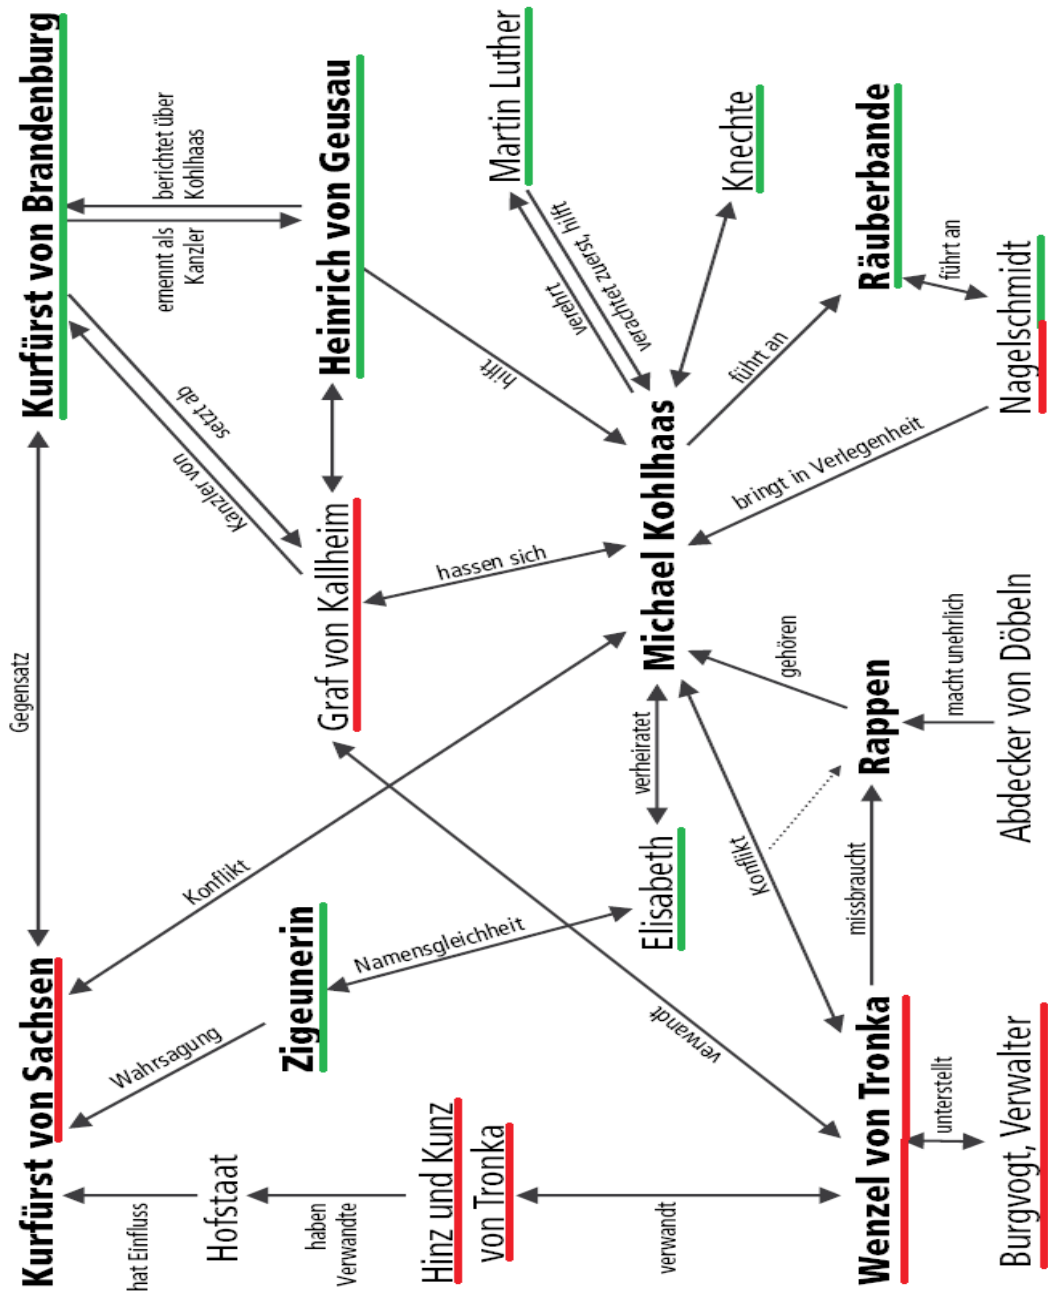 Kurfürst von Sachsen
Gegensatz
Kurfürst von Brandenburg
hat Einfluss
Wahrsagung
Konflikt
Kanzler von
setzt ab
ernennt als
Kanzler
berichtet über
Kohlhaas
Hofstaat
Zigeunerin
Graf von Kallheim
Heinrich von Geusau
haben
Verwandte
Namensgleichheit
hassen sich
hilft
Hinz und Kunz
von Tronka
Martin Luther
verehrt
verachtet zuerst, hilft
verwandt
verwandt
Elisabeth
verheiratet
Michael Kohlhaas
Knechte
Konflikt
gehören
führt an
bringt in Verlegenheit
Wenzel von Tronka
missbraucht
Rappen
Räuberbande
unterstellt
macht unehrlich
führt an
Burgvogt, Verwalter
Abdecker von Döbeln
Nagelschmidt